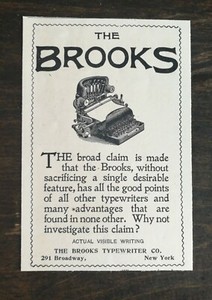 THE
BROOKS
THE broad claim is made
that the Brooks, without
sacrificing a single desirable
feature, has all the good points
of all other typewriters and
many advantages that are
found in none other. Why not
investigate this claim?
ACTUAL VISIBLE WRITING
THE BROOKS TYPEWRITER CO.
291 Broadway, New York